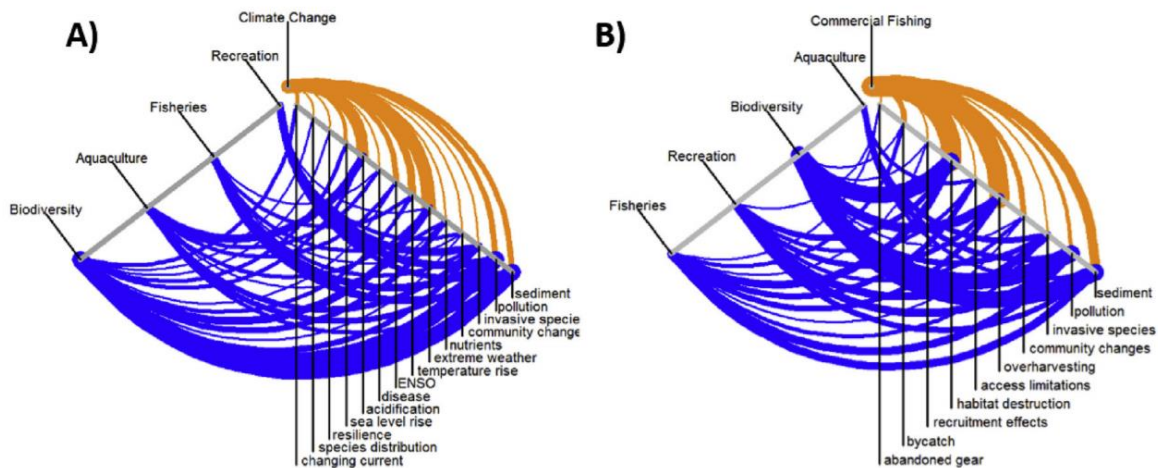 A)
Climate Change
Recreation
Fisheries
Aquaculture
Biodiversity
sediment
pollution
invasive specie
community change
nutrients
extreme weather
temperature rise
ENSO
disease
acidification
sea level rise
resilience
species distribution
changing current
B)
Commercial Fishing
Aquaculture
Biodiversity
Recreation
Fisheries
sediment
pollution
invasive species
community changes
overharvesting
access limitations
habitat destruction
recruitment effects
bycatch
abandoned gear